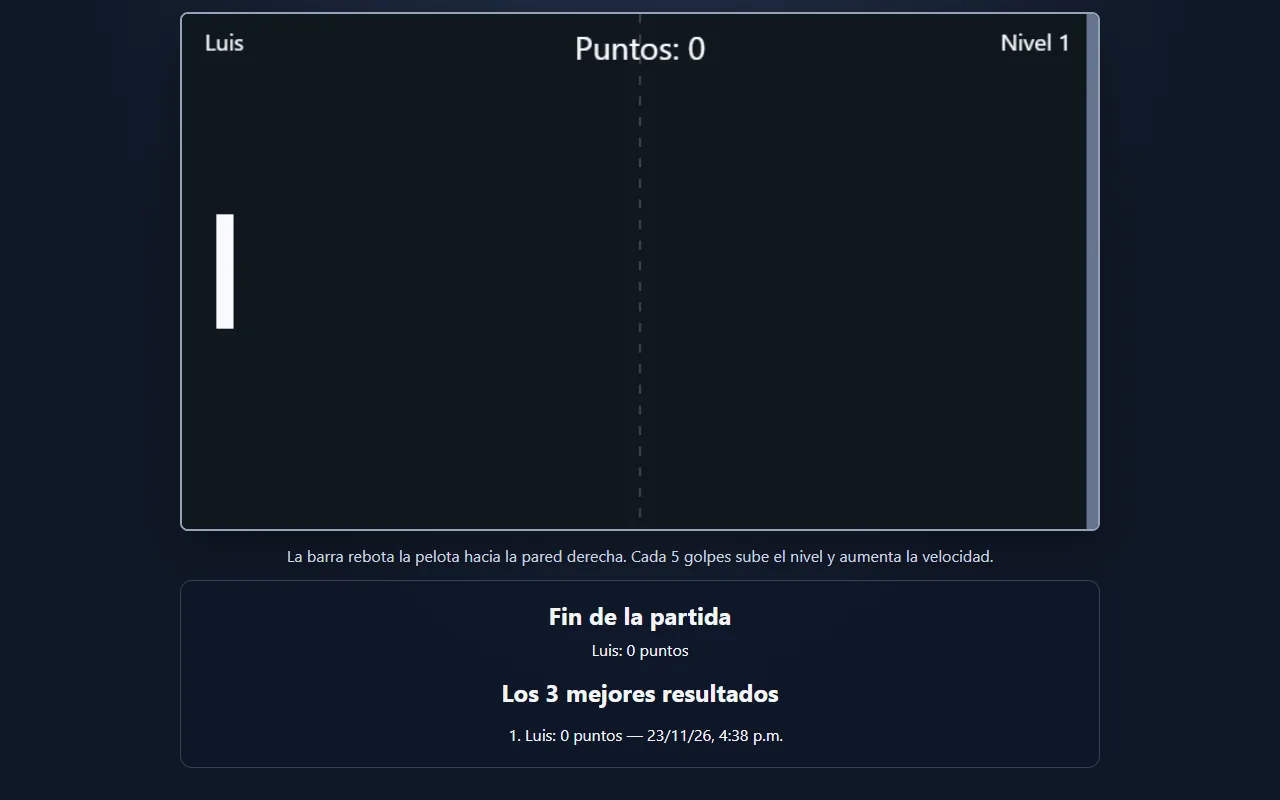 Luis
Puntos: 0
Nivel 1
La barra rebota la pelota hacia la pared derecha. Cada 5 golpes sube el nivel y aumenta la velocidad.
Fin de la partida
Luis: 0 puntos
Los 3 mejores resultados
1. Luis: 0 puntos — 23/11/26, 4:38 p.m.